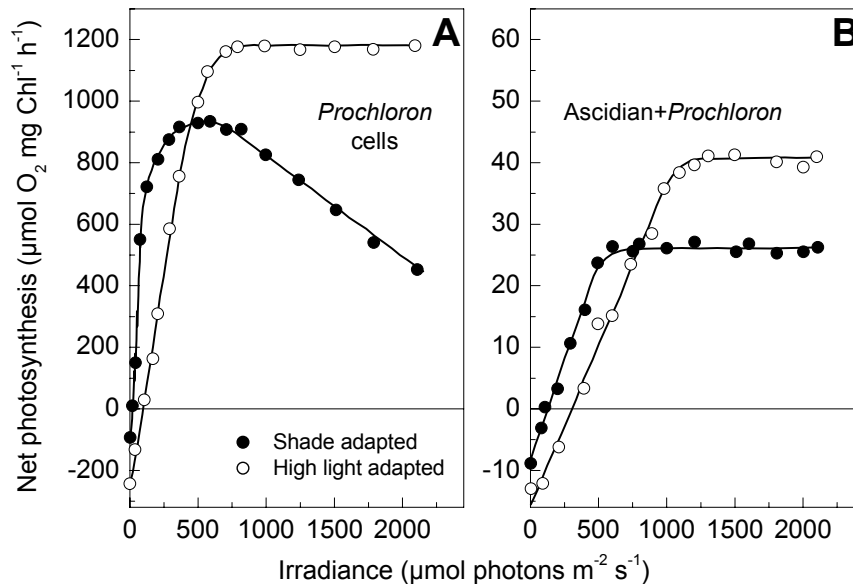 A
B
1200
1000
800
600
400
200
0
-200
60
50
40
30
20
10
0
-10
Prochloron
cells
Ascidian+Prochloron
Shade adapted
High light adapted
0 500 1000 1500 2000
0 500 1000 1500 2000
Net photosynthesis (µmol O₂ mg Chl⁻¹ h⁻¹)
Irradiance (µmol photons m⁻² s⁻¹)